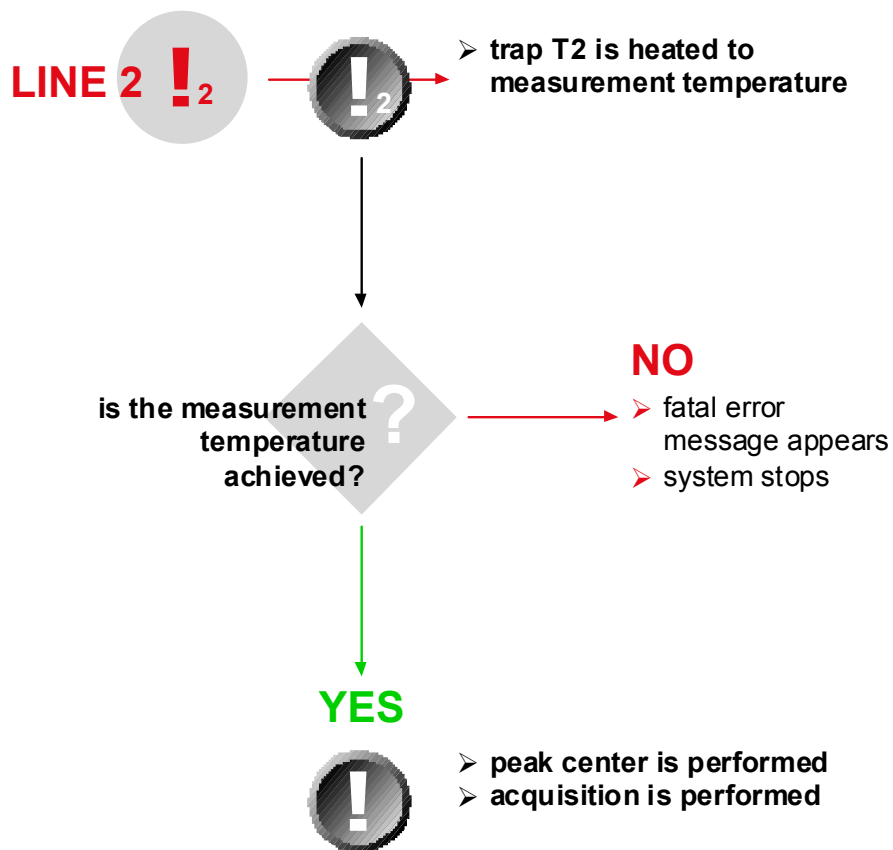 LINE 2 ! 2
! 2
➢ trap T2 is heated to
measurement temperature
NO
➢ fatal error
message appears
➢ system stops
?
is the measurement
temperature
achieved?
YES
!
➢ peak center is performed
➢ acquisition is performed